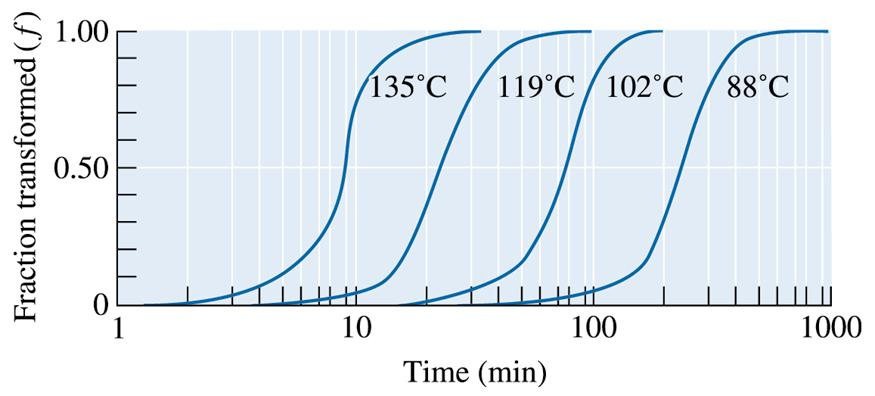 Fraction transformed (f)
1.00
0.50
0
135°C
119°C
102°C
88°C
1
10
100
1000
Time (min)